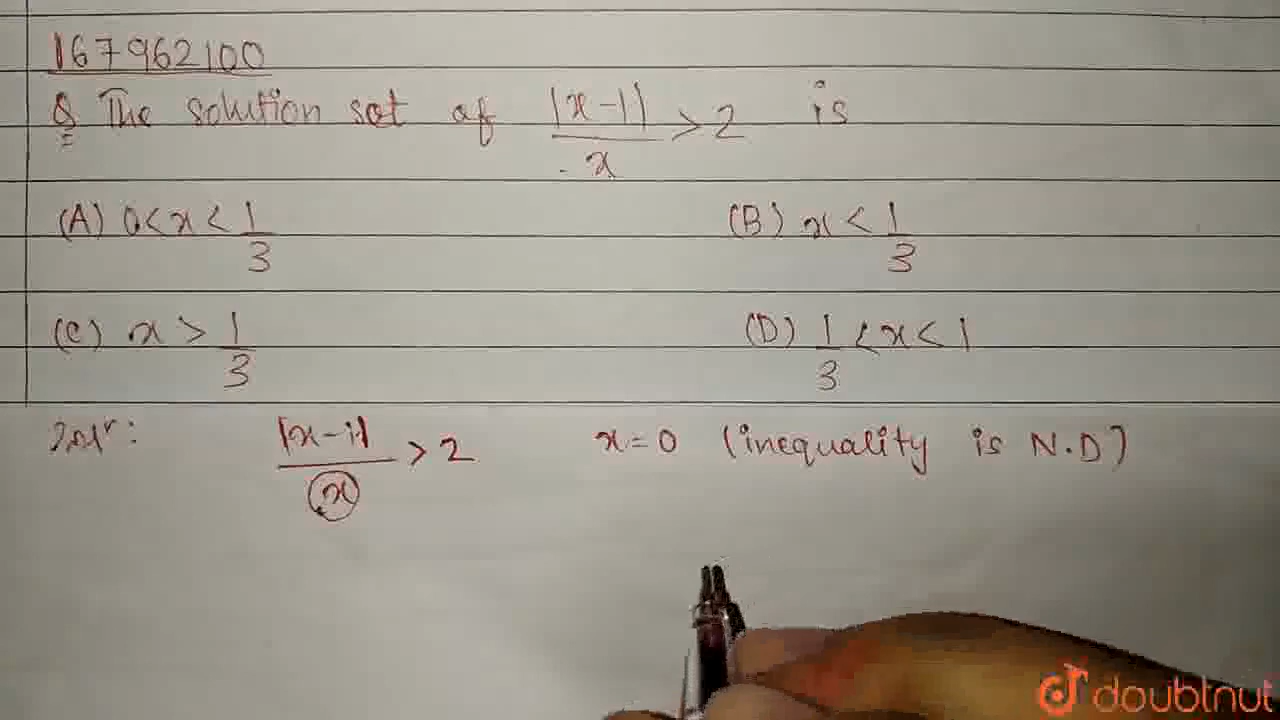 167962100
Q The solution set of |x-1|/x > 2 is
(A) 0<x<1/3 (B) x<1/3
(C) x>1/3 (D) 1/3<x<1
Solⁿ: |x-1|/x > 2 x=0 (inequality is N.D)
doubtnut